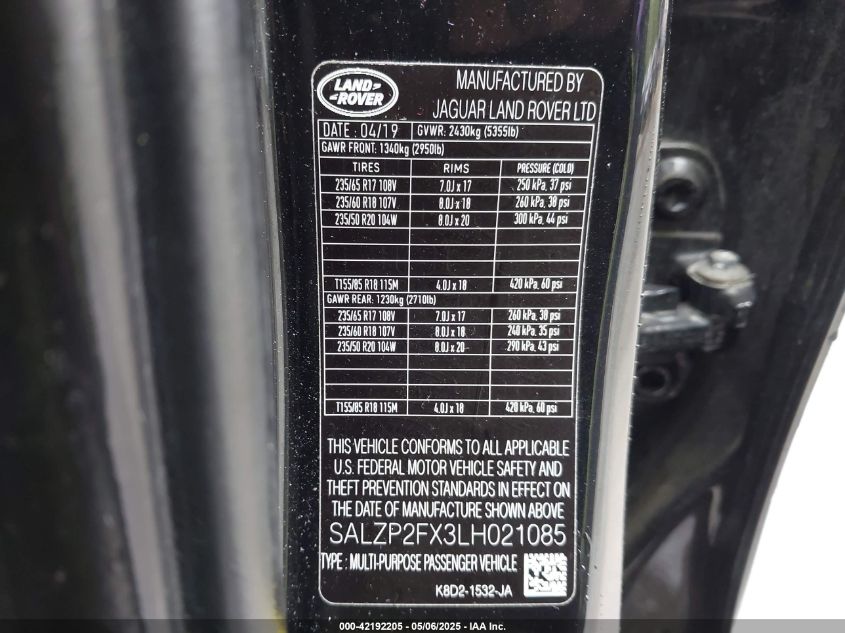 LAND ROVER
MANUFACTURED BY
JAGUAR LAND ROVER LTD
DATE : 04/19 GVWR: 2430kg (5355lb)
GAWR FRONT: 1340kg (2950lb)
TIRES RIMS PRESSURE (COLD)
235/65 R17 108V 7.0J x 17 250 kPa, 37 psi
235/60 R18 107V 8.0J x 18 260 kPa, 38 psi
235/50 R20 104W 8.0J x 20 300 kPa, 44 psi
T155/85 R18 115M 4.0J x 18 420 kPa, 60 psi
GAWR REAR: 1230kg (2710lb)
235/65 R17 108V 7.0J x 17 260 kPa, 38 psi
235/60 R18 107V 8.0J x 18 240 kPa, 35 psi
235/50 R20 104W 8.0J x 20 290 kPa, 43 psi
T155/85 R18 115M 4.0J x 18 420 kPa, 60 psi
THIS VEHICLE CONFORMS TO ALL APPLICABLE
U.S. FEDERAL MOTOR VEHICLE SAFETY AND
THEFT PREVENTION STANDARDS IN EFFECT ON
THE DATE OF MANUFACTURE SHOWN ABOVE
SALZP2FX3LH021085
TYPE : MULTI-PURPOSE PASSENGER VEHICLE
K8D2-1532-JA
000-42192205 - 05/06/2025 - IAA Inc.